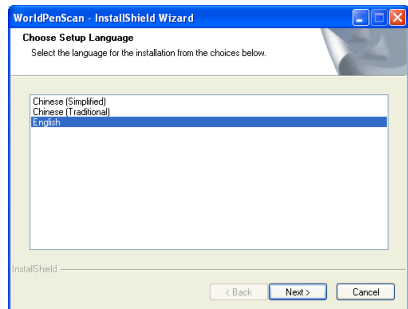 WorldPenScan - InstallShield Wizard
Choose Setup Language
Select the language for the installation from the choices below.
Chinese (Simplified)
Chinese (Traditional)
English
InstallShield
< Back
Next >
Cancel